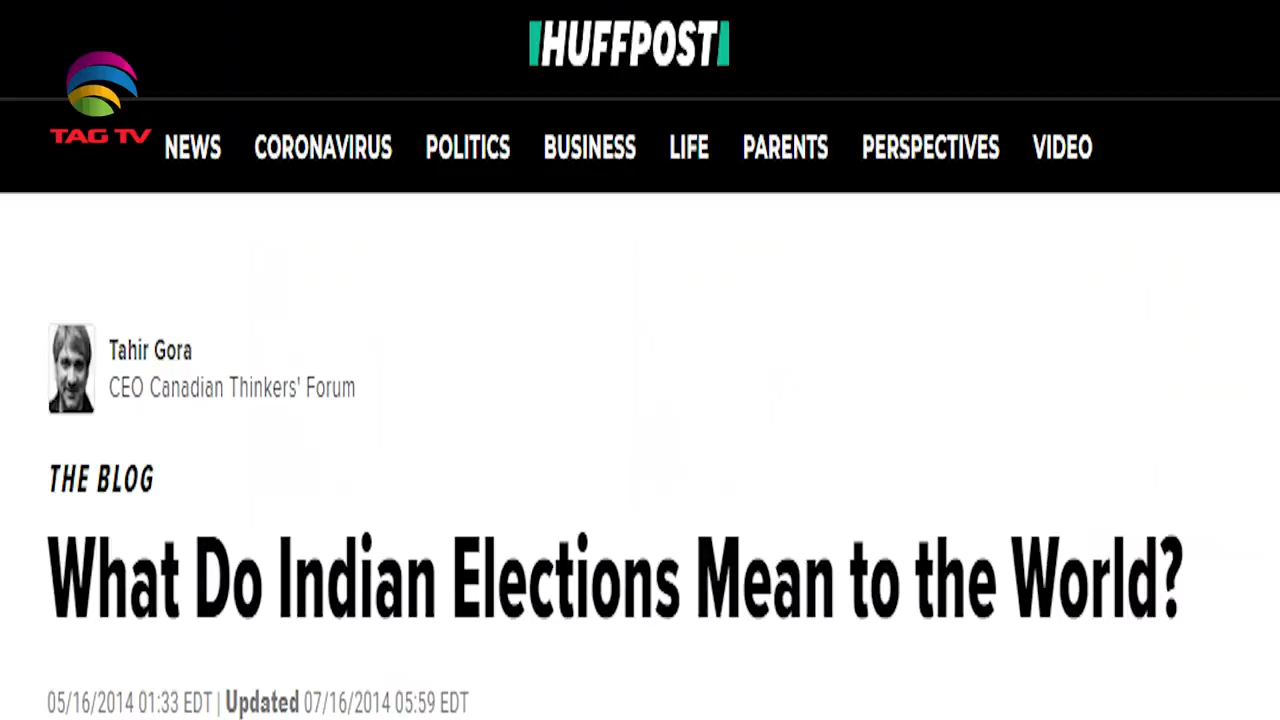 HUFFPOST
TAG TV
NEWS CORONAVIRUS POLITICS BUSINESS LIFE PARENTS PERSPECTIVES VIDEO
Tahir Gora
CEO Canadian Thinkers' Forum
THE BLOG
What Do Indian Elections Mean to the World?
05/16/2014 01:33 EDT | Updated 07/16/2014 05:59 EDT